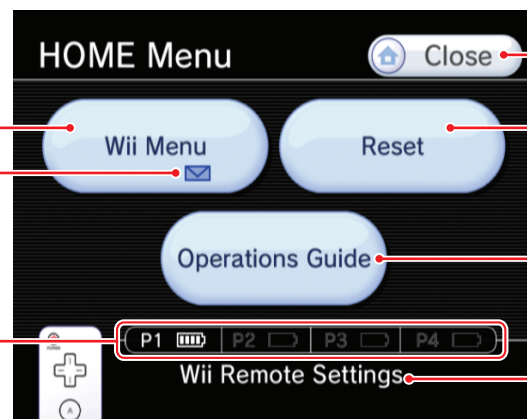 HOME Menu
Close
Wii Menu
Reset
Operations Guide
P1 P2 P3 P4
Wii Remote Settings
A